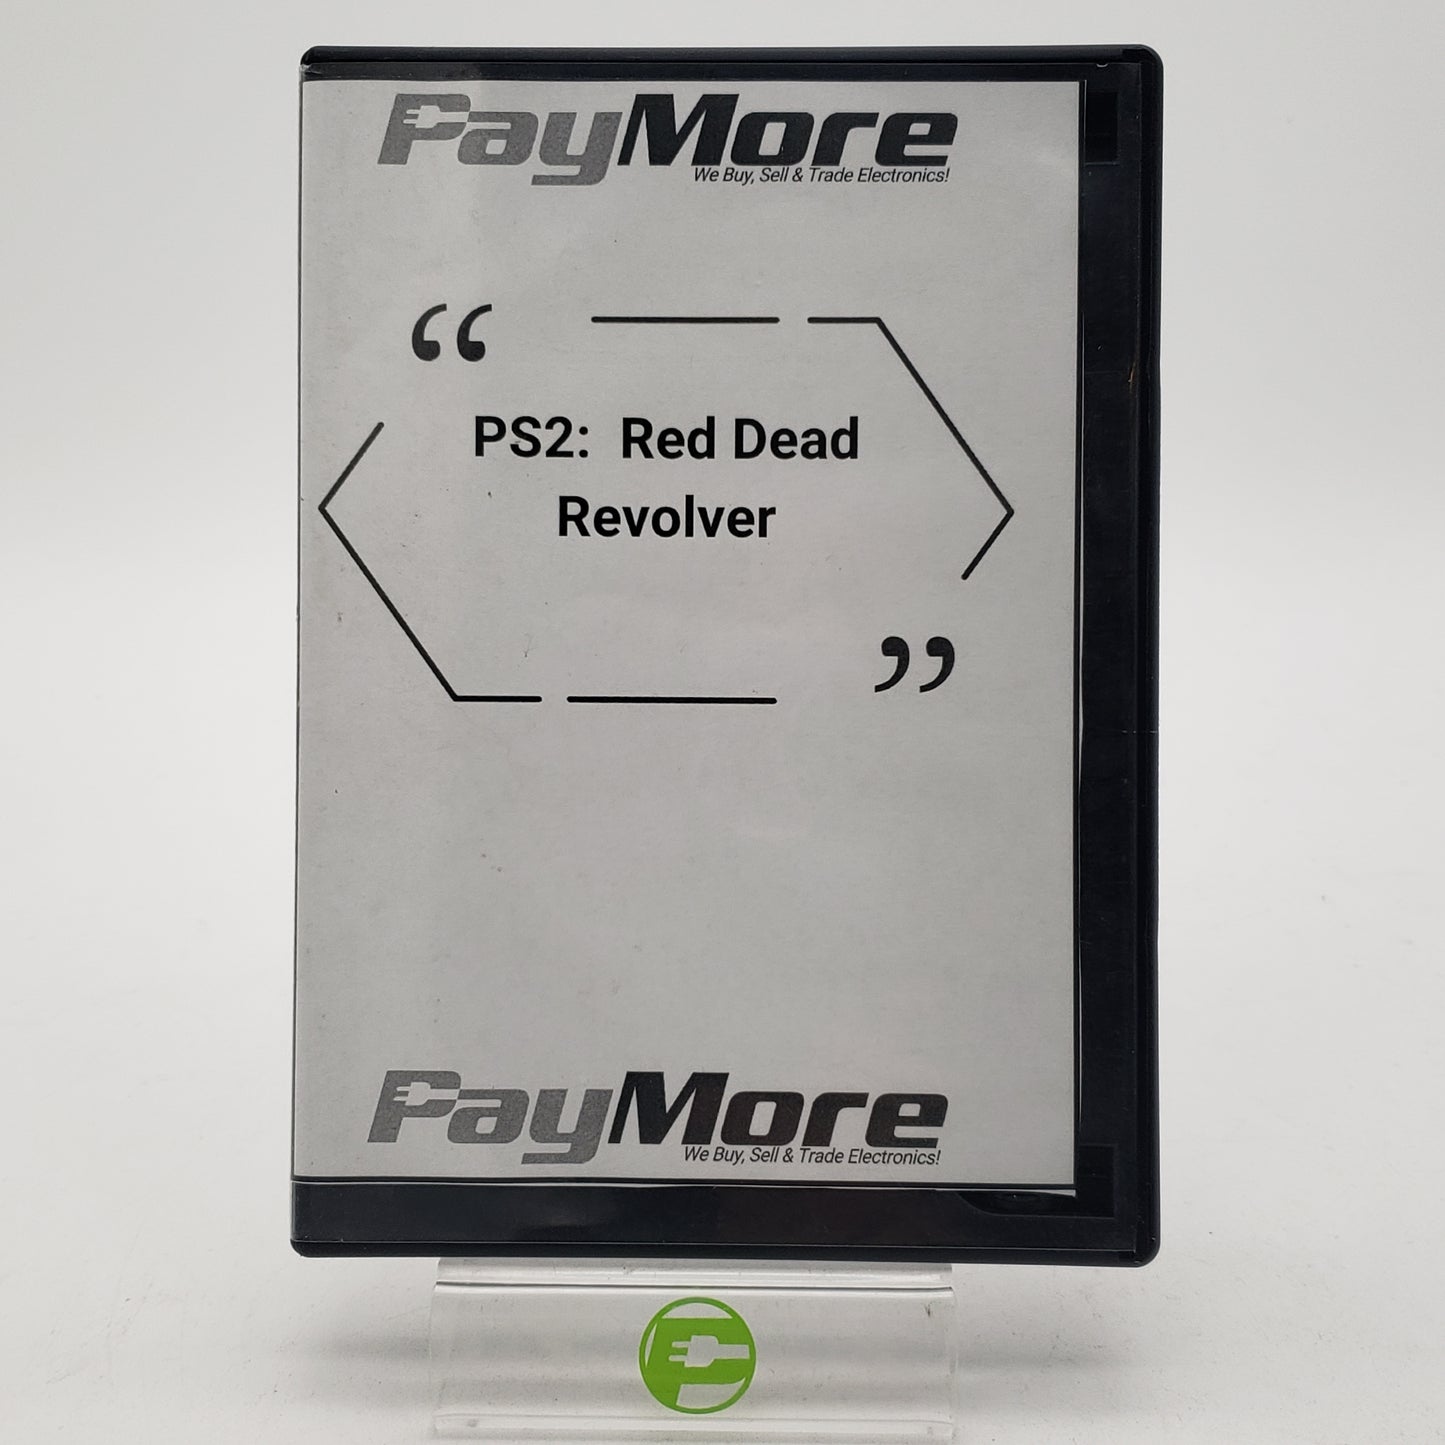 PayMore
We Buy, Sell & Trade Electronics!
“
PS2: Red Dead
Revolver
”
PayMore
We Buy, Sell & Trade Electronics!